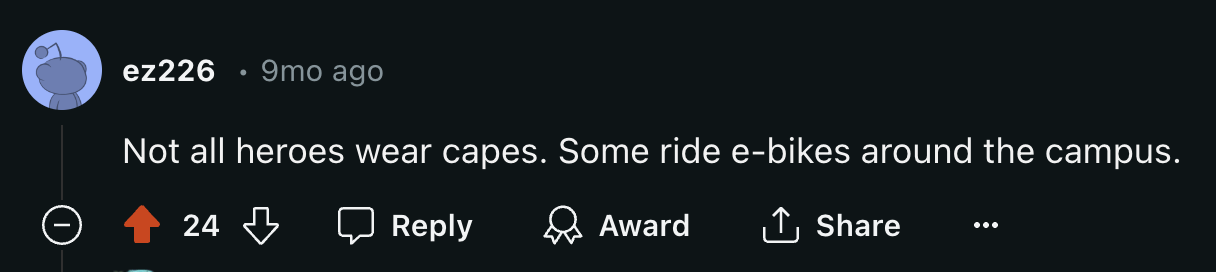 ez226 • 9mo ago
Not all heroes wear capes. Some ride e-bikes around the campus.
24 Reply Award Share